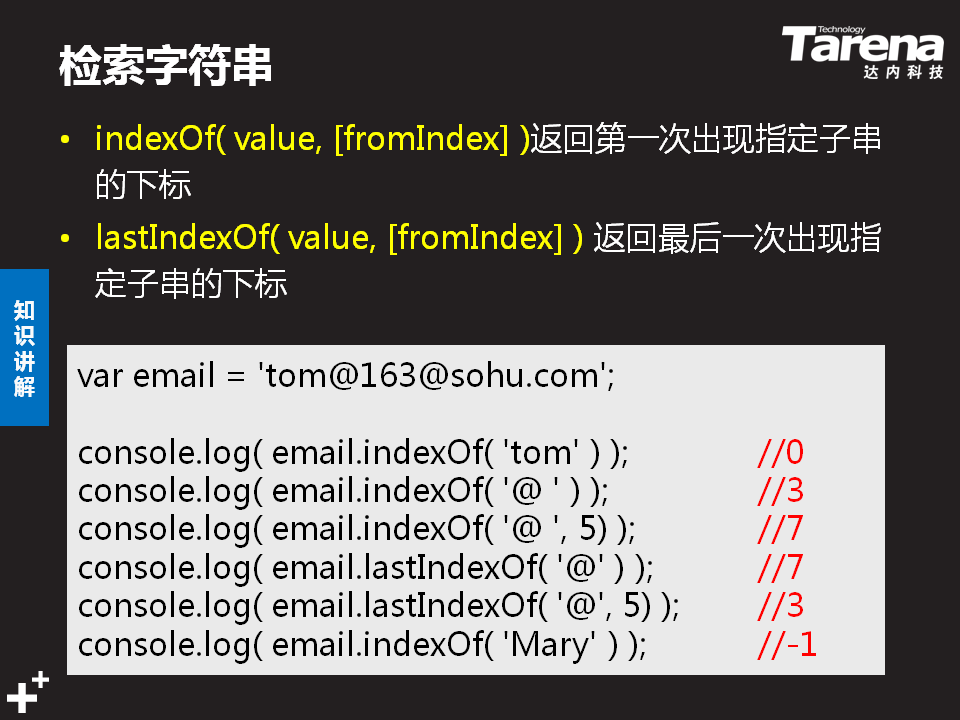 检索字符串
Technology
Tarena
达内科技
• indexOf( value, [fromIndex] )返回第一次出现指定子串
的下标
• lastIndexOf( value, [fromIndex] ) 返回最后一次出现指
定子串的下标
知识讲解
var email = 'tom@163@sohu.com';
console.log( email.indexOf( 'tom' ) ); //0
console.log( email.indexOf( '@ ' ) ); //3
console.log( email.indexOf( '@ ', 5) ); //7
console.log( email.lastIndexOf( '@' ) ); //7
console.log( email.lastIndexOf( '@', 5) ); //3
console.log( email.indexOf( 'Mary' ) ); //-1